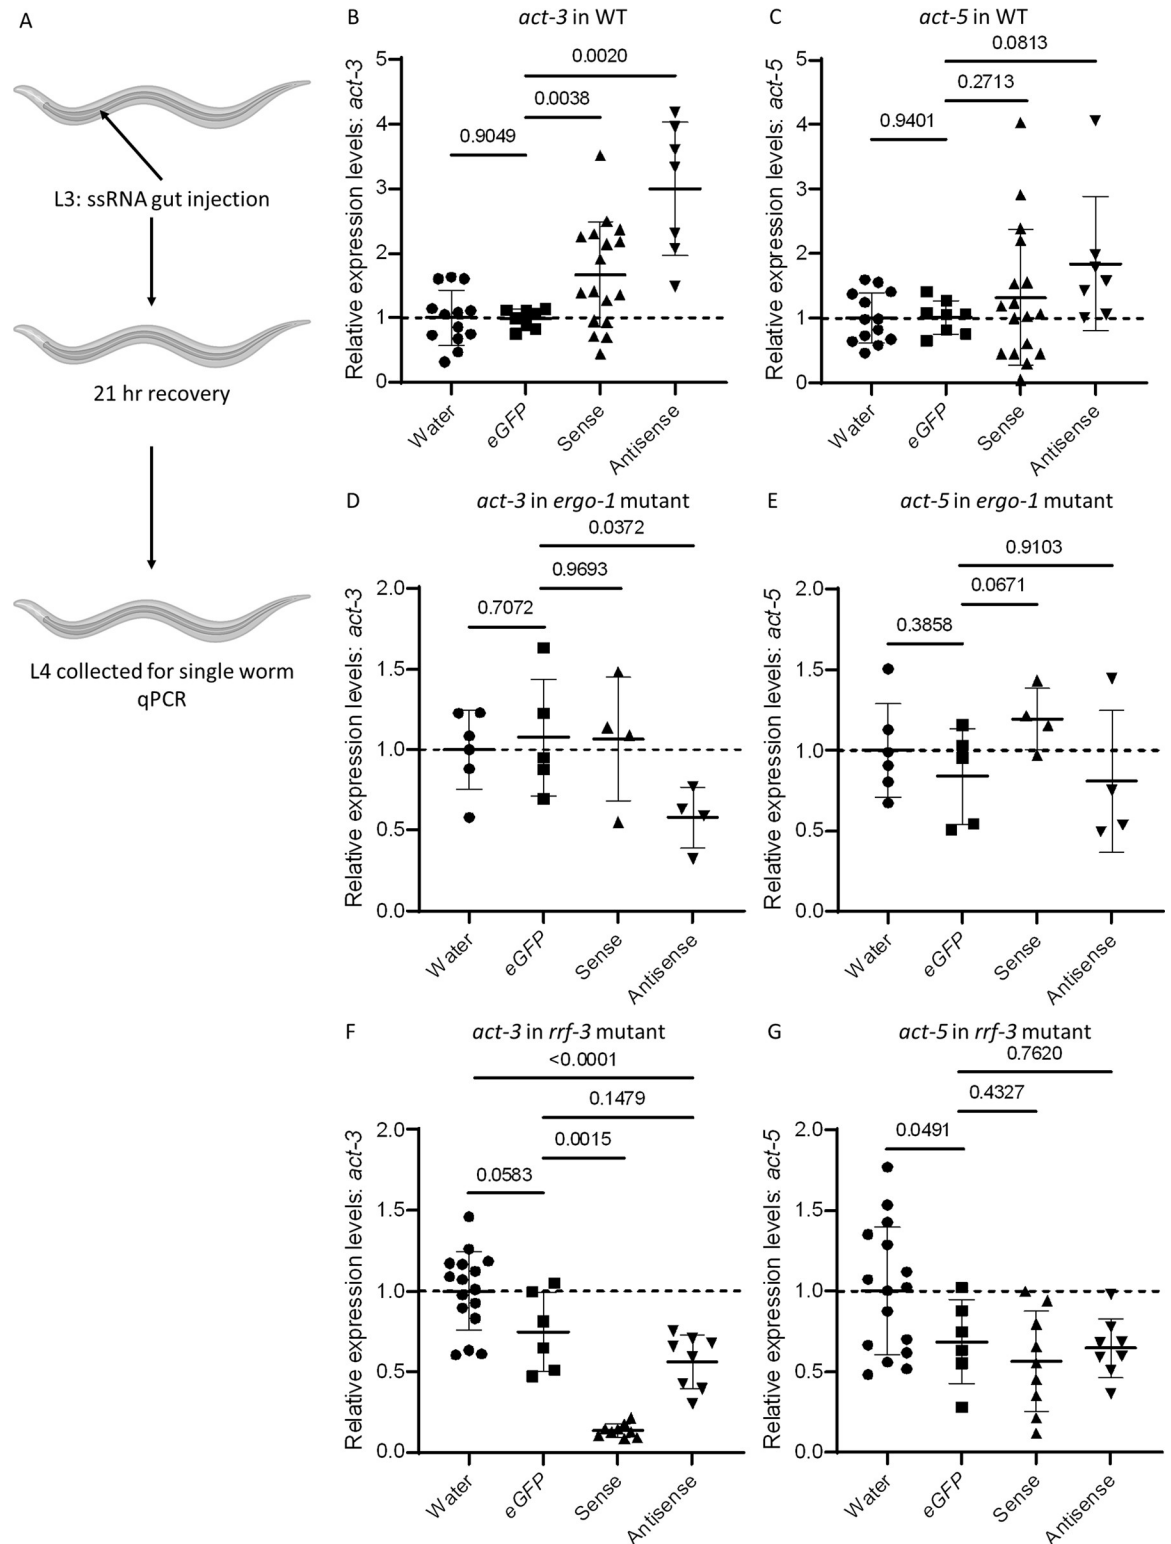 A
L3: ssRNA gut injection
21 hr recovery
L4 collected for single worm
qPCR
B
act-3 in WT
0.0020
0.0038
0.9049
Relative expression levels: act-3
5
4
3
2
1
0
Water
eGFP
Sense
Antisense
C
act-5 in WT
0.0813
0.2713
0.9401
Relative expression levels: act-5
5
4
3
2
1
0
Water
eGFP
Sense
Antisense
D
act-3 in ergo-1 mutant
0.0372
0.9693
0.7072
Relative expression levels: act-3
2.0
1.5
1.0
0.5
0.0
Water
eGFP
Sense
Antisense
E
act-5 in ergo-1 mutant
0.9103
0.0671
0.3858
Relative expression levels: act-5
2.0
1.5
1.0
0.5
0.0
Water
eGFP
Sense
Antisense
F
act-3 in rrf-3 mutant
<0.0001
0.1479
0.0015
0.0583
Relative expression levels: act-3
2.0
1.5
1.0
0.5
0.0
Water
eGFP
Sense
Antisense
G
act-5 in rrf-3 mutant
0.7620
0.4327
0.0491
Relative expression levels: act-5
2.0
1.5
1.0
0.5
0.0
Water
eGFP
Sense
Antisense